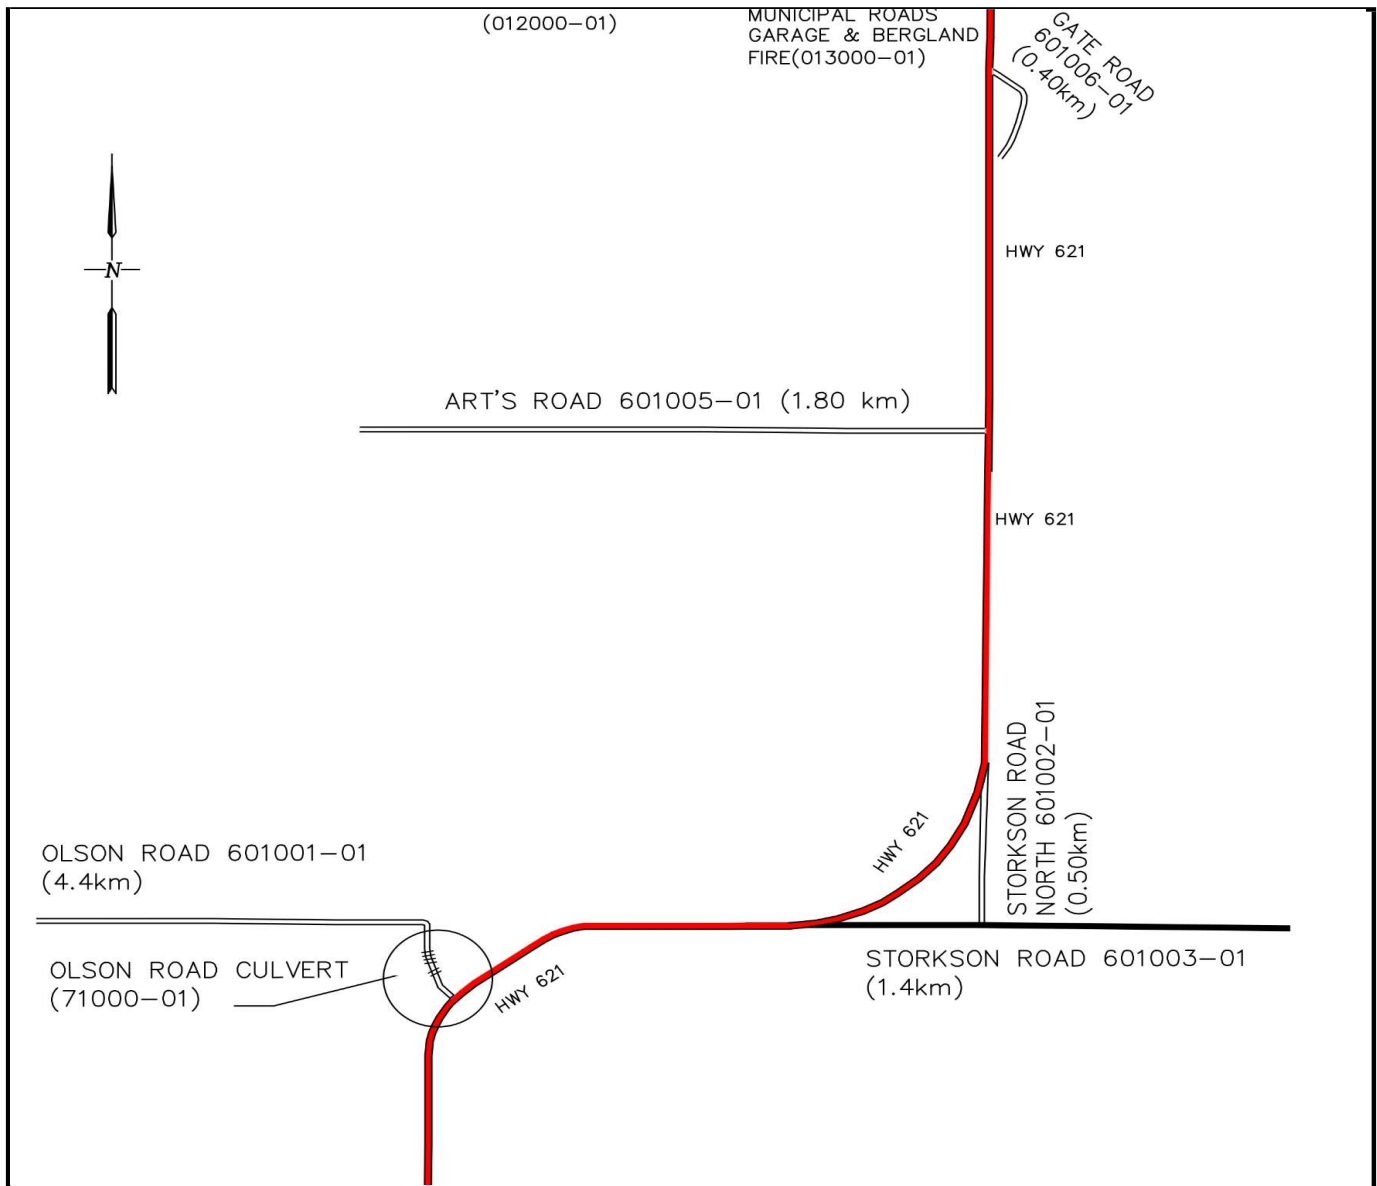 (012000-01)
MUNICIPAL ROADS
GARAGE & BERGLAND
FIRE(013000-01)
GATE ROAD
601006-01
(0.40km)
N
HWY 621
ART'S ROAD 601005-01 (1.80 km)
HWY 621
STORKSON ROAD
NORTH 601002-01
(0.50km)
HWY 621
OLSON ROAD 601001-01
(4.4km)
OLSON ROAD CULVERT
(71000-01)
HWY 621
STORKSON ROAD 601003-01
(1.4km)